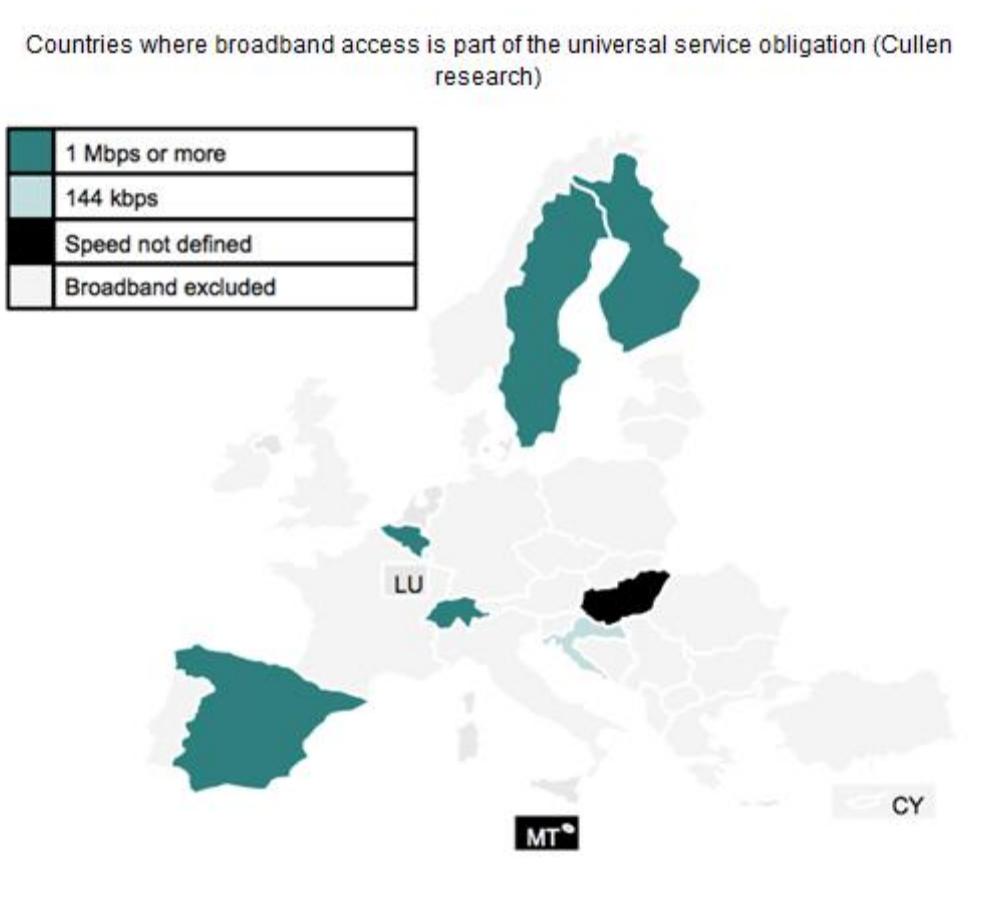 Countries where broadband access is part of the universal service obligation (Cullen
research)
1 Mbps or more
144 kbps
Speed not defined
Broadband excluded
LU
CY
MT